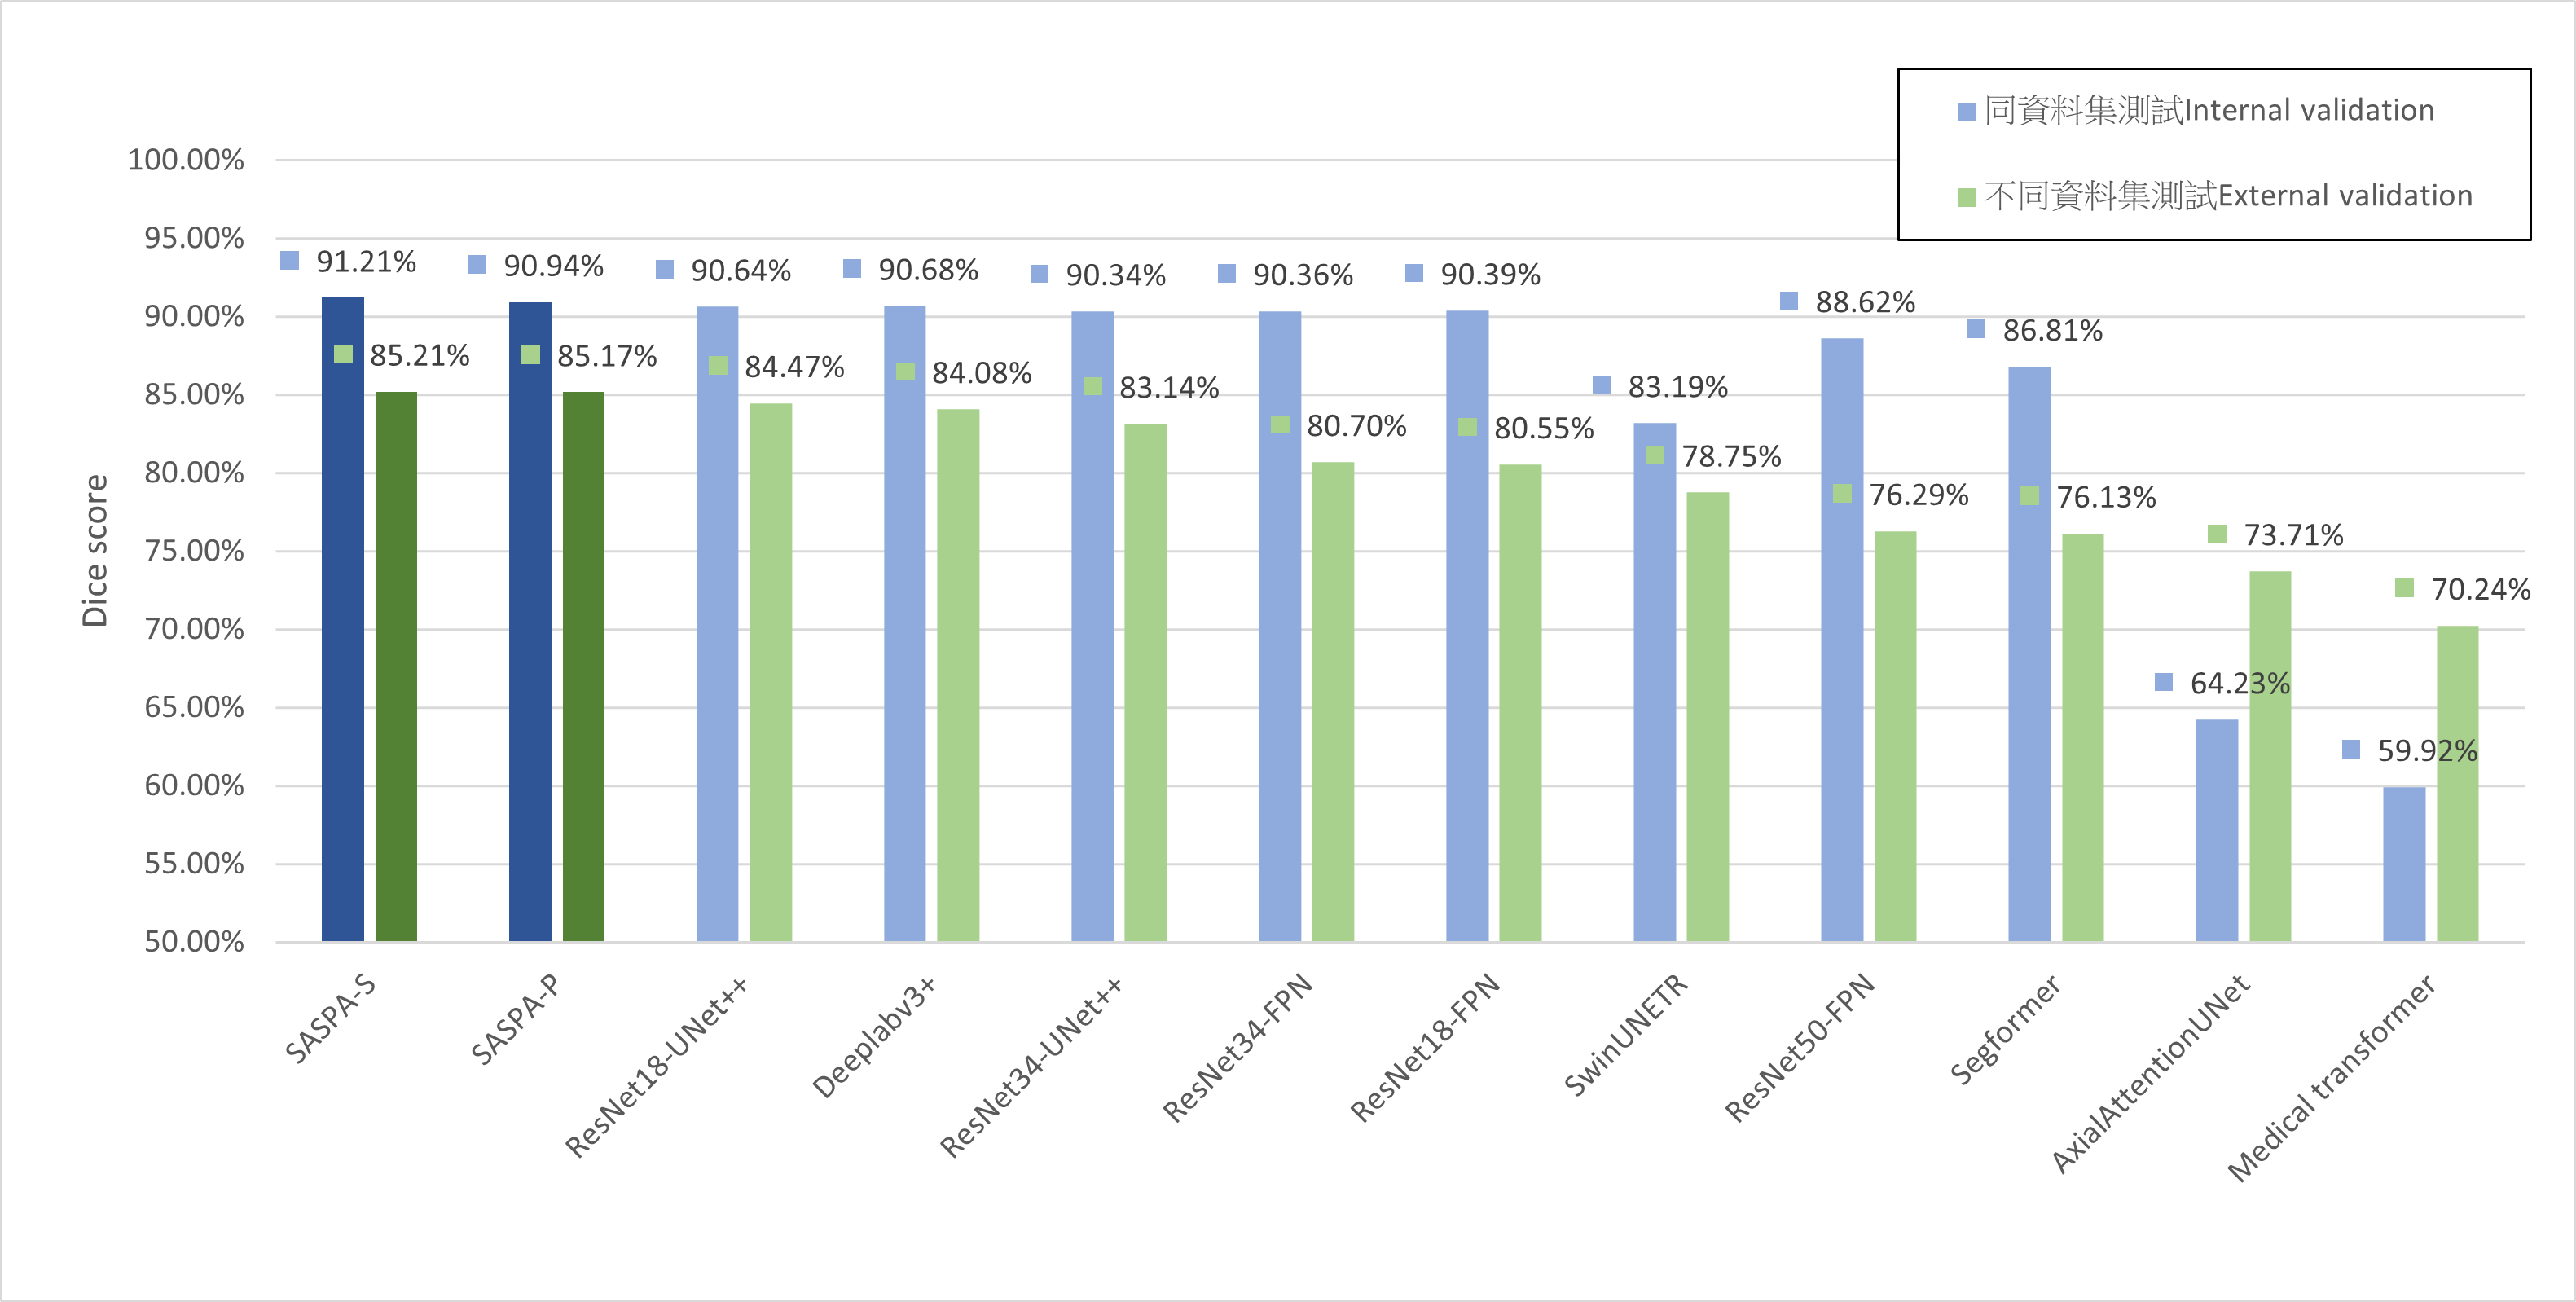 同資料集測試Internal validation
不同資料集測試External validation
100.00%
95.00%
90.00%
85.00%
80.00%
75.00%
70.00%
65.00%
60.00%
55.00%
50.00%
Dice score
91.21%
85.21%
90.94%
85.17%
90.64%
84.47%
90.68%
84.08%
90.34%
83.14%
90.36%
80.70%
90.39%
80.55%
83.19%
78.75%
88.62%
76.29%
86.81%
76.13%
64.23%
73.71%
59.92%
70.24%
SASPA-S
SASPA-P
ResNet18-UNet++
Deeplabv3+
ResNet34-UNet++
ResNet34-FPN
ResNet18-FPN
SwinUNETR
ResNet50-FPN
Segformer
AxialAttentionUNet
Medical transformer